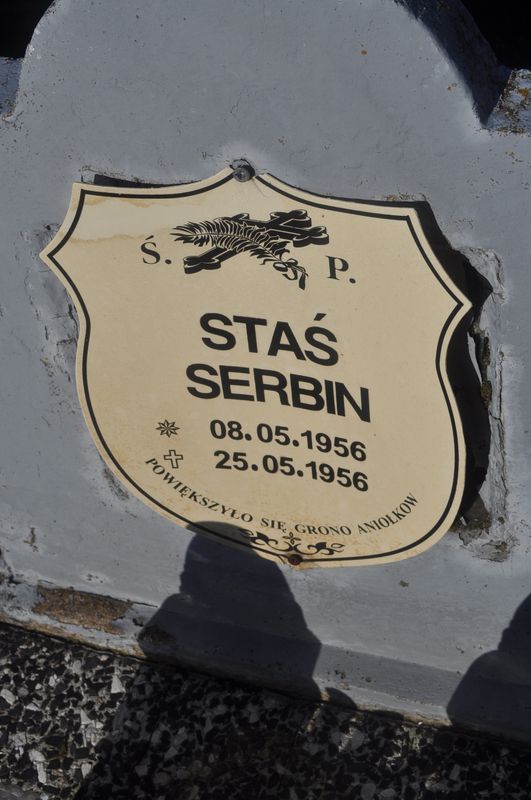 Ś. P.
STAŚ
SERBIN
08.05.1956
25.05.1956
POWIĘKSZYŁO SIĘ GRONO ANIOŁKÓW